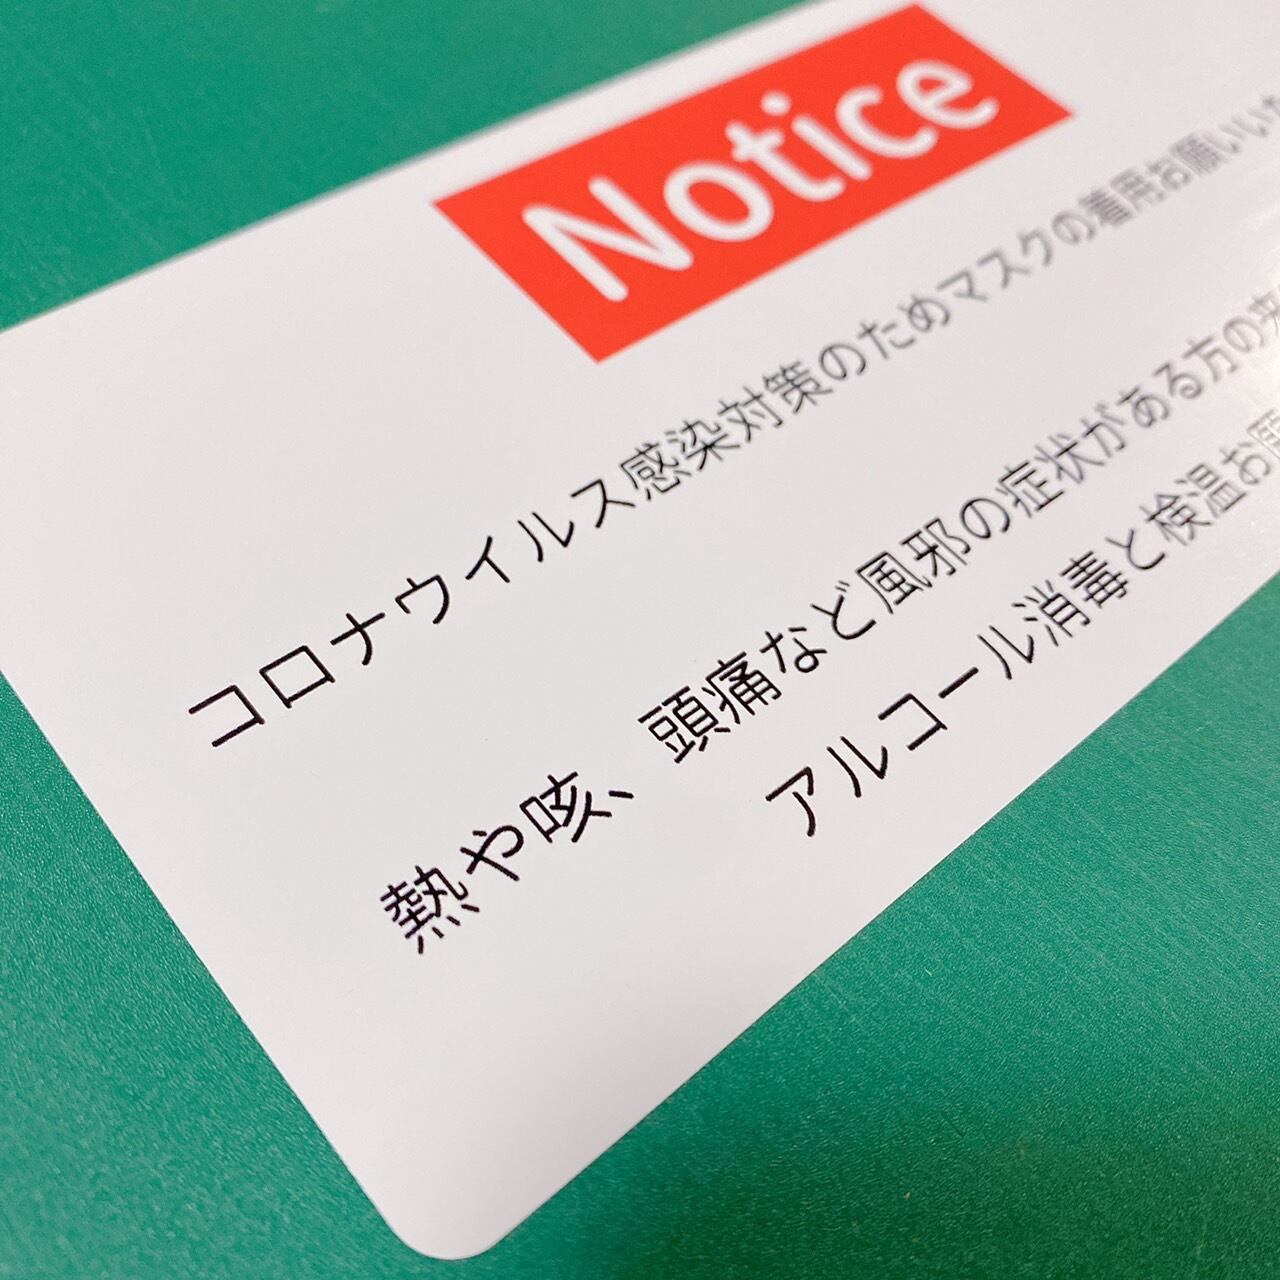 Notice
コロナウイルス感染対策のためマスクの着用お願いいた
熱や咳、頭痛など風邪の症状がある方の来
アルコール消毒と検温お願